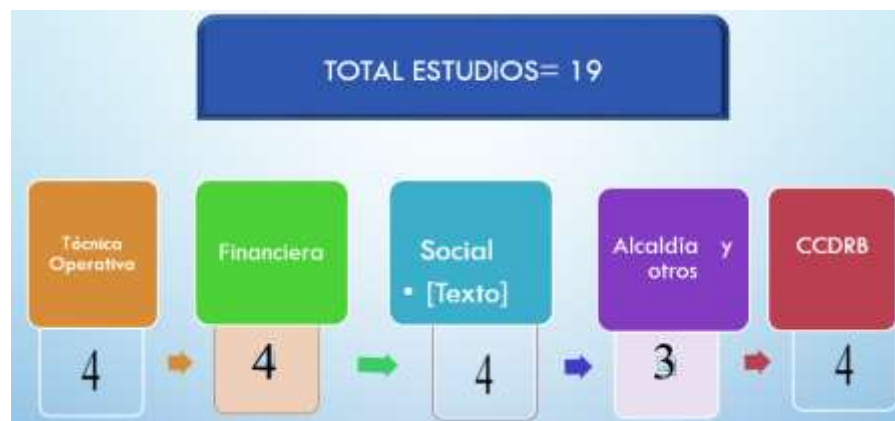 TOTAL ESTUDIOS= 19
Técnica
Operativa
Financiera
Social
• [Texto]
Alcaldía y
otros
CCDRB
4
4
4
3
4